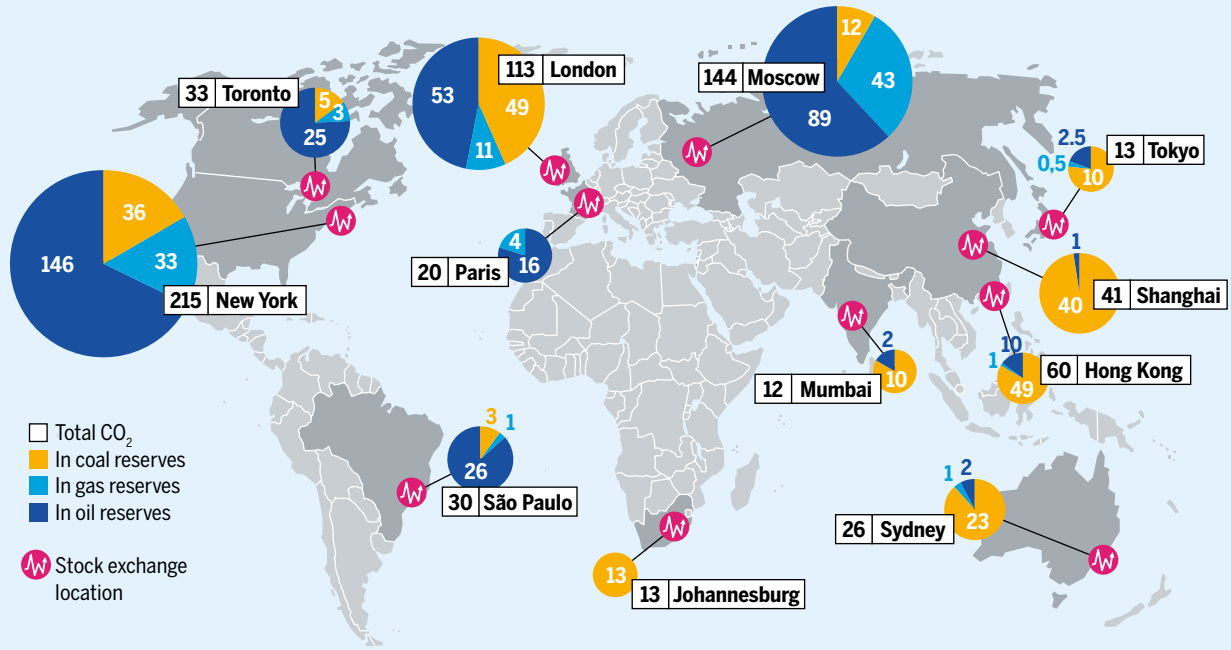 12
113 London
144 Moscow
53
49
43
33 Toronto
5
3
25
89
11
2.5
13 Tokyo
0,5
10
36
146
33
4
20 Paris
16
1
215 New York
41 Shanghai
40
2
10
1
12 Mumbai
10
60 Hong Kong
49
3
1
26
30 São Paulo
1
2
23
26 Sydney
13
13 Johannesburg
Total CO₂
In coal reserves
In gas reserves
In oil reserves
Stock exchange
location